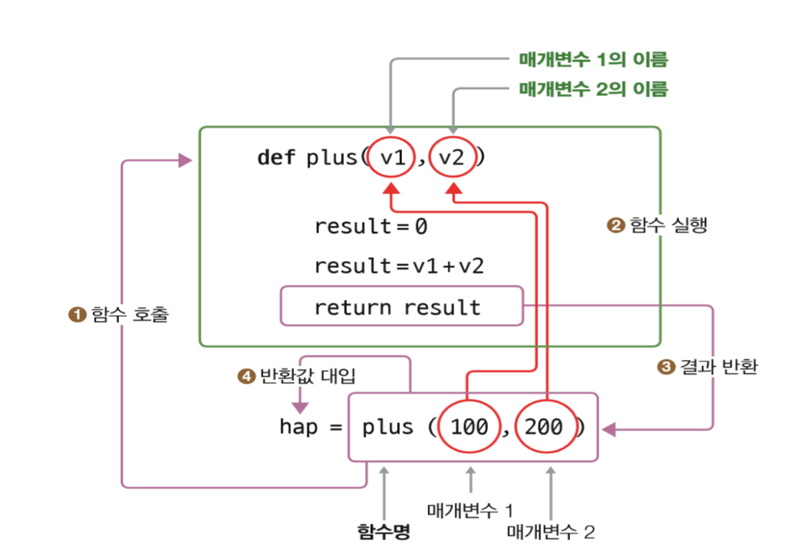 매개변수 1의 이름
매개변수 2의 이름
def plus(v1,v2)
result=0
❷ 함수 실행
result=v1+v2
return result
❶ 함수 호출
❸ 결과 반환
❹ 반환값 대입
hap = plus (100,200)
매개변수 1
함수명
매개변수 2